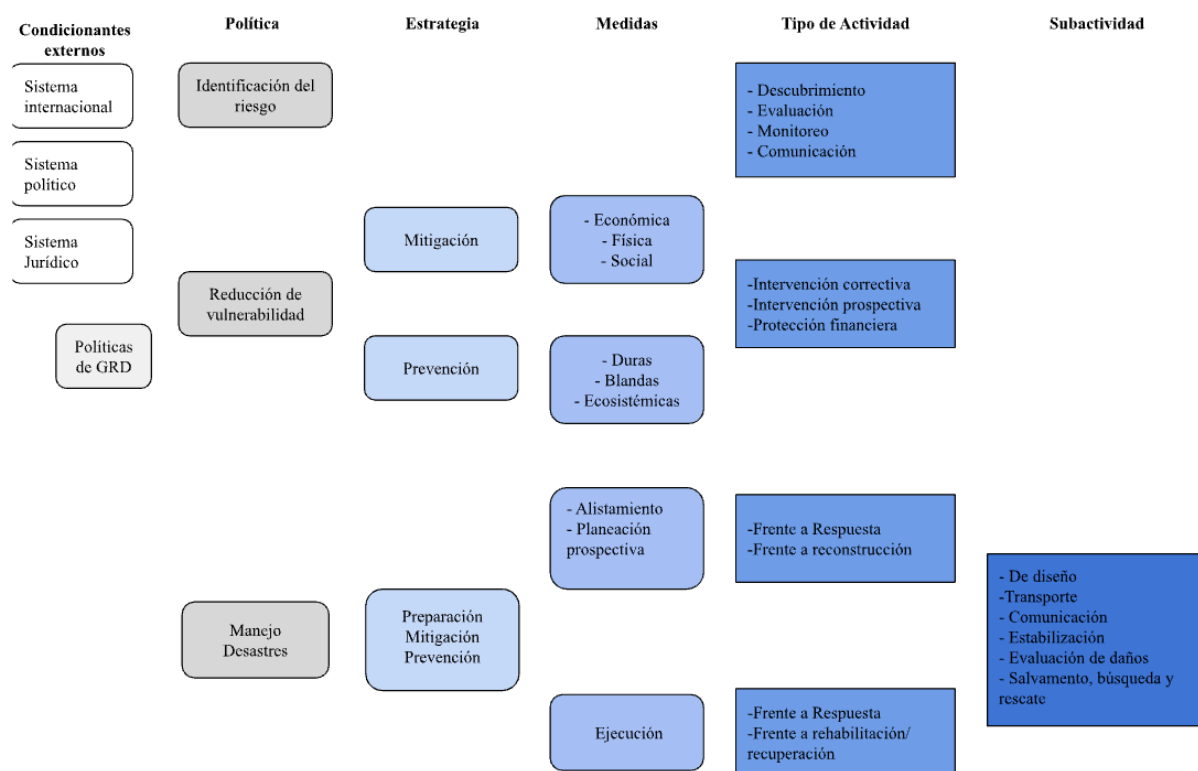 Condicionantes
externos
Política
Estrategia
Medidas
Tipo de Actividad
Subactividad
Sistema
internacional
Sistema
político
Sistema
Jurídico
Políticas
de GRD
Identificación del
riesgo
Reducción de
vulnerabilidad
Manejo
Desastres
Mitigación
Prevención
Preparación
Mitigación
Prevención
- Económica
- Física
- Social
- Duras
- Blandas
- Ecosistémicas
- Alistamiento
- Planeación
prospectiva
Ejecución
- Descubrimiento
- Evaluación
- Monitoreo
- Comunicación
-Intervención correctiva
-Intervención prospectiva
-Protección financiera
-Frente a Respuesta
-Frente a reconstrucción
-Frente a Respuesta
-Frente a rehabilitación/
recuperación
- De diseño
-Transporte
- Comunicación
- Estabilización
- Evaluación de daños
- Salvamento, búsqueda y
rescate